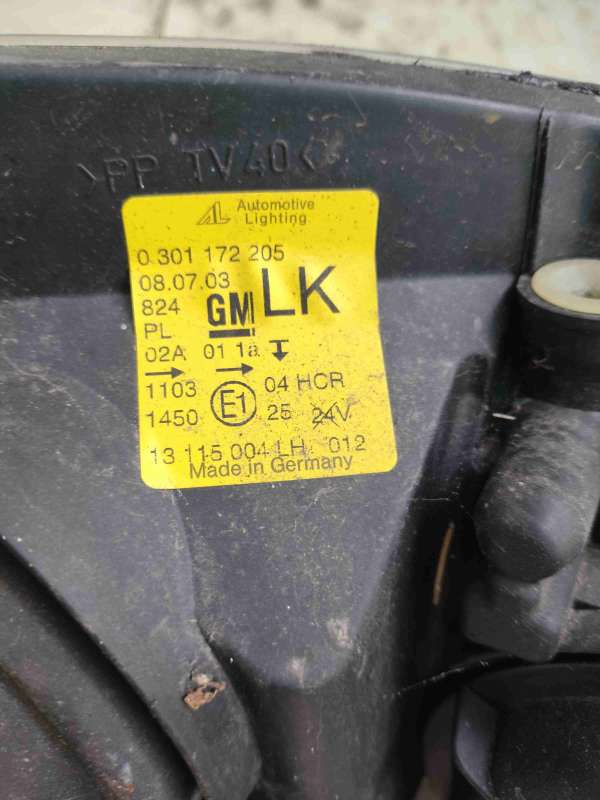 >PP TV40<
AL Automotive
Lighting
0 301 172 205
08.07.03
824 GM LK
PL
02A 01 1a
1103 04 HCR
1450 E1 25 24V
13 115 004 LH 012
Made in Germany